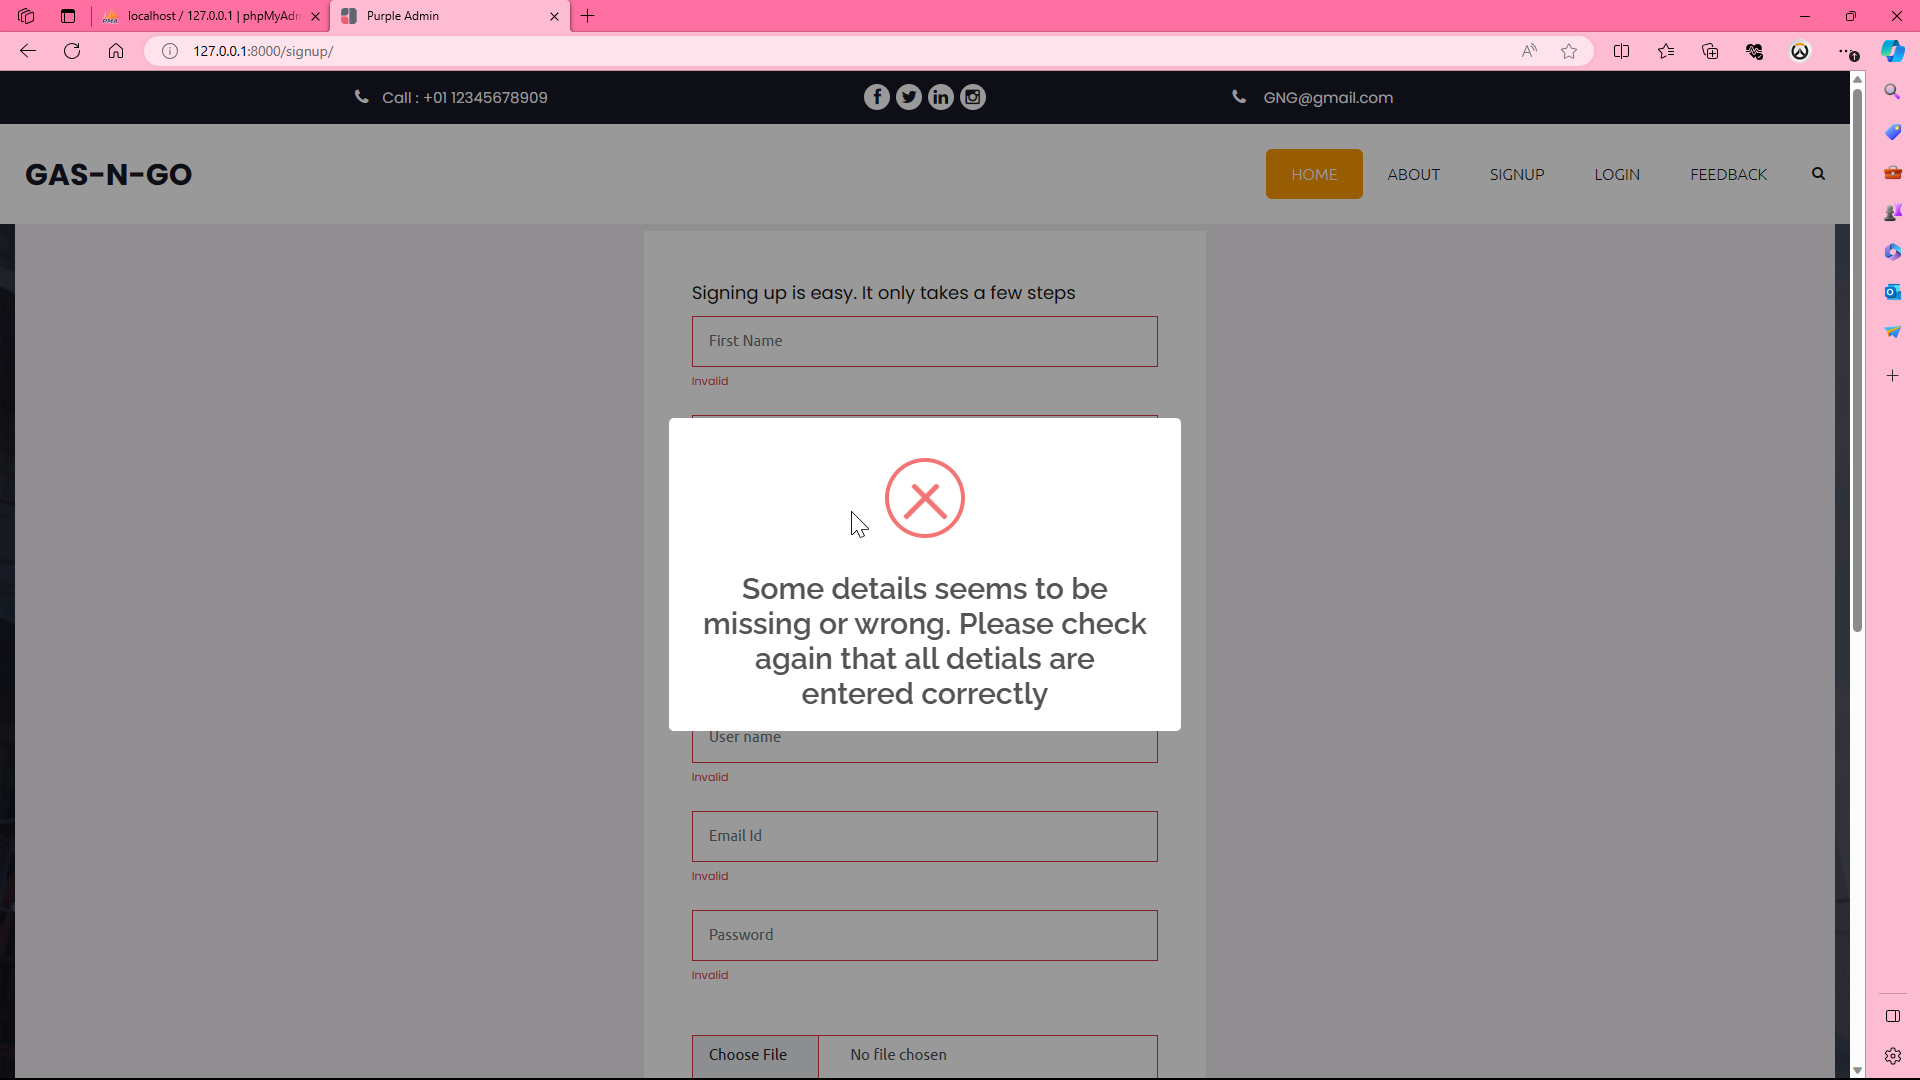 localhost / 127.0.0.1 | phpMyAdm
Purple Admin
127.0.0.1:8000/signup/
Call : +01 12345678909
GNG@gmail.com
GAS-N-GO
HOME
ABOUT
SIGNUP
LOGIN
FEEDBACK
Signing up is easy. It only takes a few steps
First Name
Invalid
Some details seems to be
missing or wrong. Please check
again that all detials are
entered correctly
User name
Invalid
Email Id
Invalid
Password
Invalid
Choose File
No file chosen